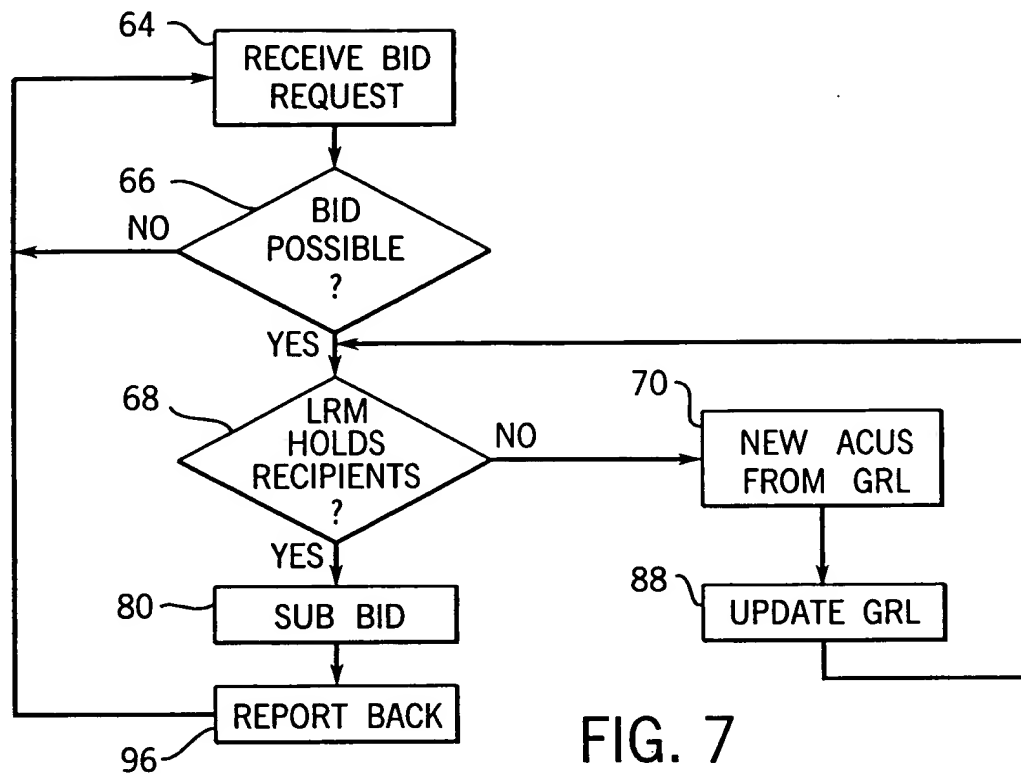 64
RECEIVE BID
REQUEST
66
BID
POSSIBLE
?
NO
YES
68
LRM
HOLDS
RECIPIENTS
?
NO
70
NEW ACUS
FROM GRL
YES
80
SUB BID
88
UPDATE GRL
REPORT BACK
96
FIG. 7